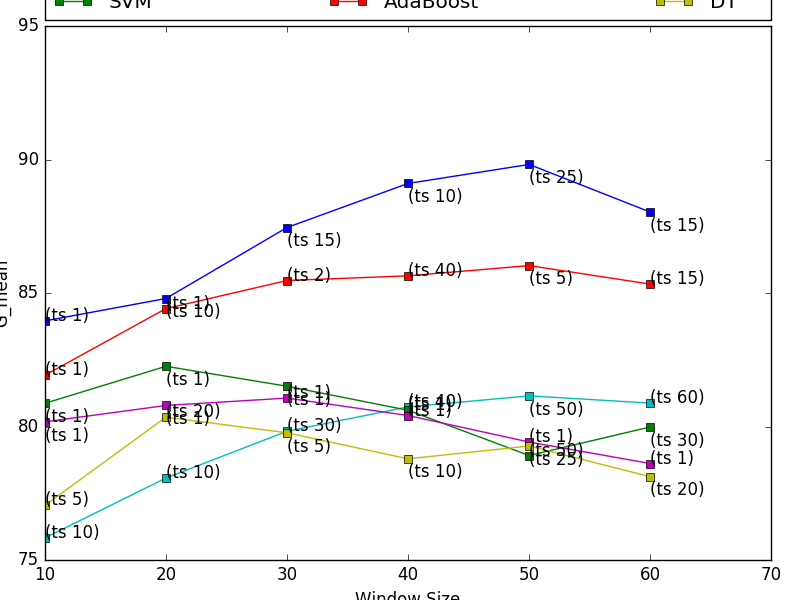 SVM AdaBoost DT
95
90
85
80
75
G_mean
(ts 1) (ts 1) (ts 15) (ts 10) (ts 25) (ts 15)
(ts 1) (ts 10) (ts 2) (ts 40) (ts 5) (ts 15)
(ts 1) (ts 1) (ts 1) (ts 1) (ts 25) (ts 30)
(ts 1) (ts 20) (ts 1) (ts 1) (ts 1)
(ts 10) (ts 10) (ts 30) (ts 40) (ts 50) (ts 60)
(ts 5) (ts 1) (ts 5) (ts 10) (ts 20)
10 20 30 40 50 60 70
Window Size